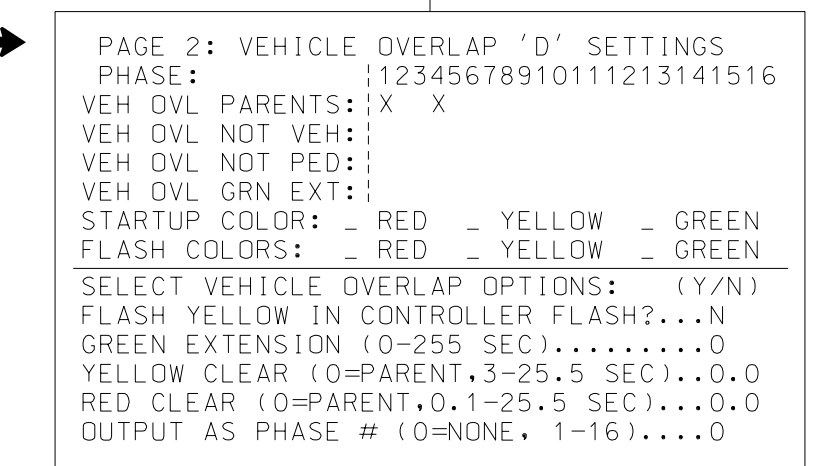 PAGE 2: VEHICLE OVERLAP 'D' SETTINGS
PHASE: |12345678910111213141516
VEH OVL PARENTS:|X  X
VEH OVL NOT VEH:|
VEH OVL NOT PED:|
VEH OVL GRN EXT:|
STARTUP COLOR: _ RED _ YELLOW _ GREEN
FLASH COLORS: _ RED _ YELLOW _ GREEN
SELECT VEHICLE OVERLAP OPTIONS: (Y/N)
FLASH YELLOW IN CONTROLLER FLASH?...N
GREEN EXTENSION (0-255 SEC).........0
YELLOW CLEAR (0=PARENT,3-25.5 SEC)..0.0
RED CLEAR (0=PARENT,0.1-25.5 SEC)...0.0
OUTPUT AS PHASE # (0=NONE, 1-16)....0